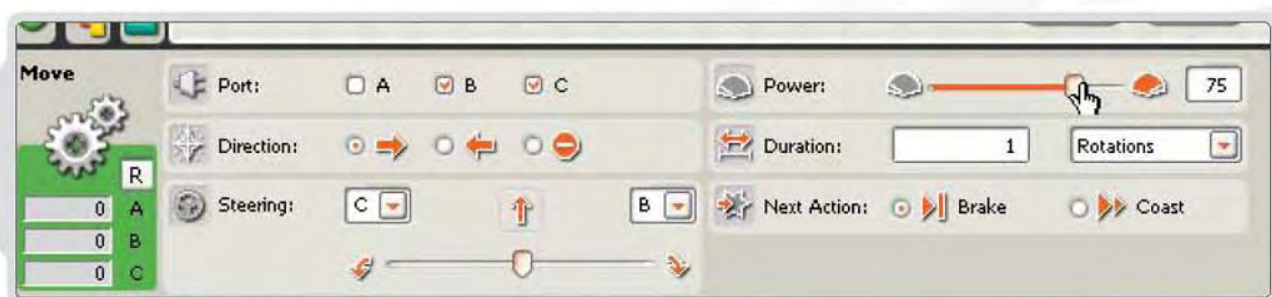 Move
Port: A B C
Direction:
Steering: C B
R
0 A
0 B
0 C
Power: 75
Duration: 1 Rotations
Next Action: Brake Coast